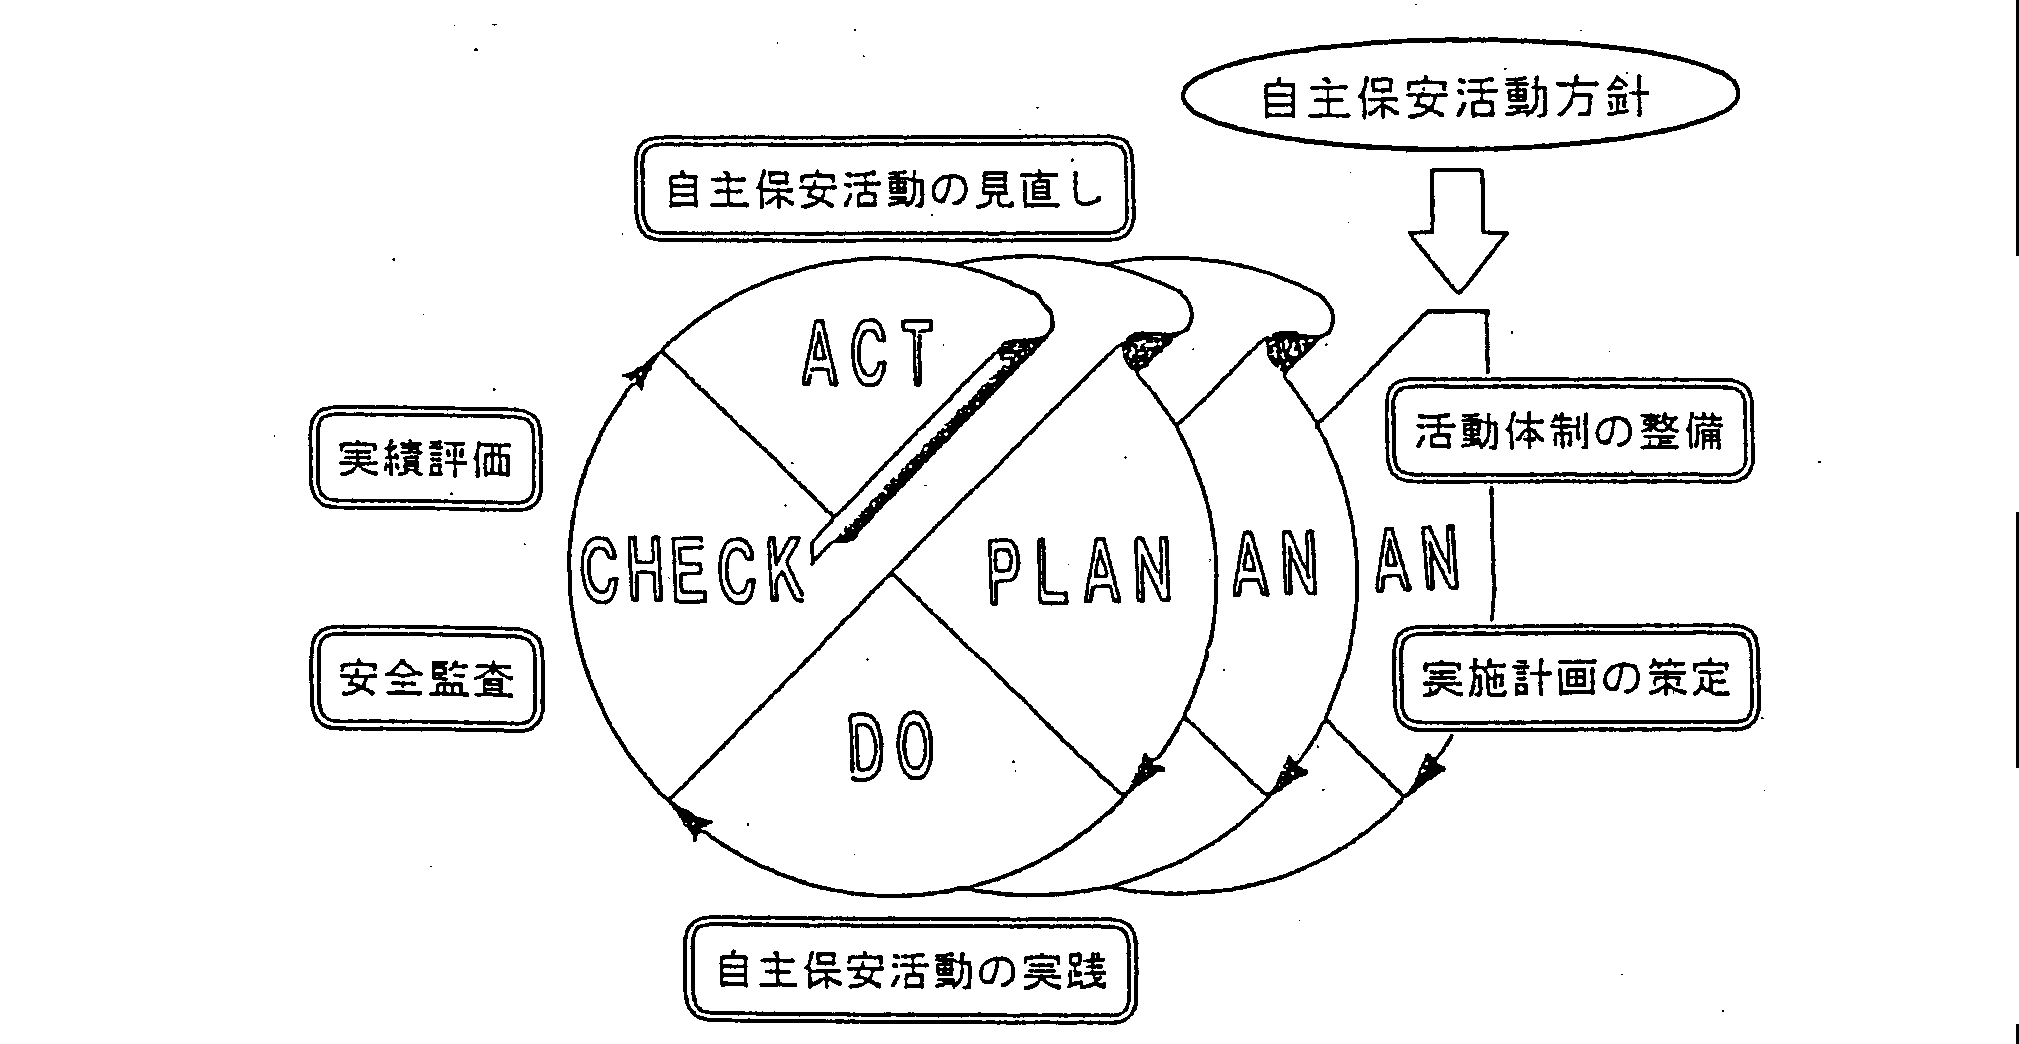 自主保安活動方針
自主保安活動の見直し
ACT
実績評価
活動体制の整備
CHECK
PLAN
AN
AN
安全監査
実施計画の策定
DO
自主保安活動の実践